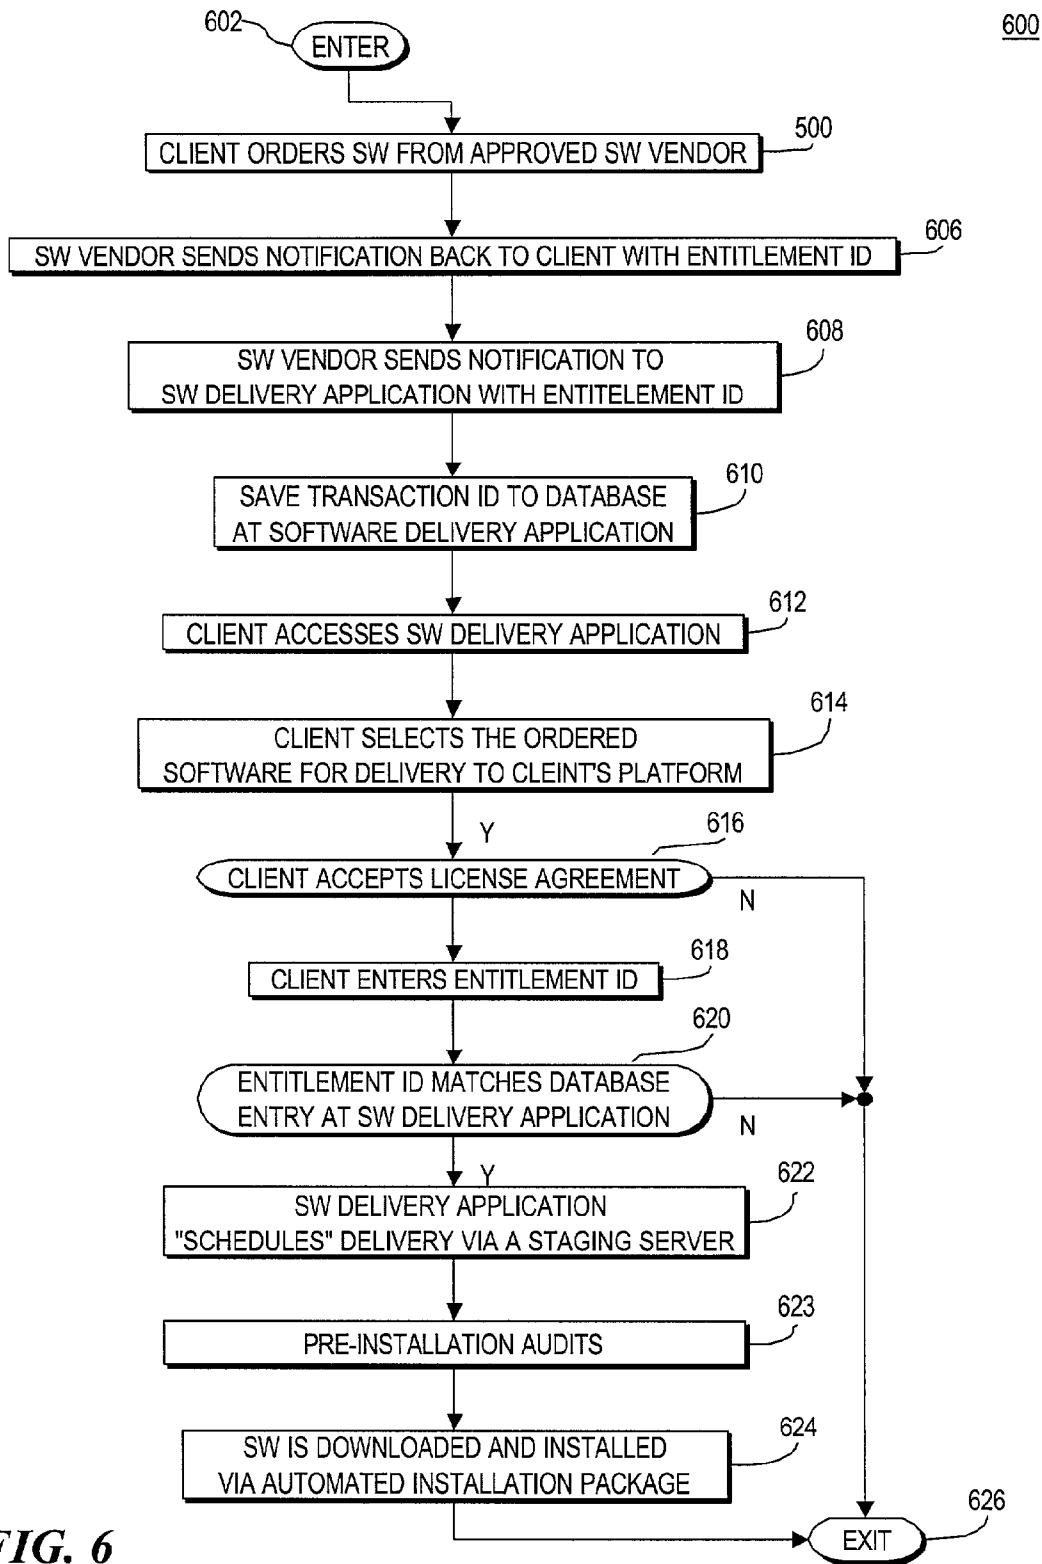 600
602
ENTER
500
CLIENT ORDERS SW FROM APPROVED SW VENDOR
606
SW VENDOR SENDS NOTIFICATION BACK TO CLIENT WITH ENTITLEMENT ID
608
SW VENDOR SENDS NOTIFICATION TO
SW DELIVERY APPLICATION WITH ENTITELEMENT ID
610
SAVE TRANSACTION ID TO DATABASE
AT SOFTWARE DELIVERY APPLICATION
612
CLIENT ACCESSES SW DELIVERY APPLICATION
614
CLIENT SELECTS THE ORDERED
SOFTWARE FOR DELIVERY TO CLEINT'S PLATFORM
Y
616
CLIENT ACCEPTS LICENSE AGREEMENT
N
618
CLIENT ENTERS ENTITLEMENT ID
620
ENTITLEMENT ID MATCHES DATABASE
ENTRY AT SW DELIVERY APPLICATION
N
Y
622
SW DELIVERY APPLICATION
"SCHEDULES" DELIVERY VIA A STAGING SERVER
623
PRE-INSTALLATION AUDITS
624
SW IS DOWNLOADED AND INSTALLED
VIA AUTOMATED INSTALLATION PACKAGE
626
EXIT
FIG. 6